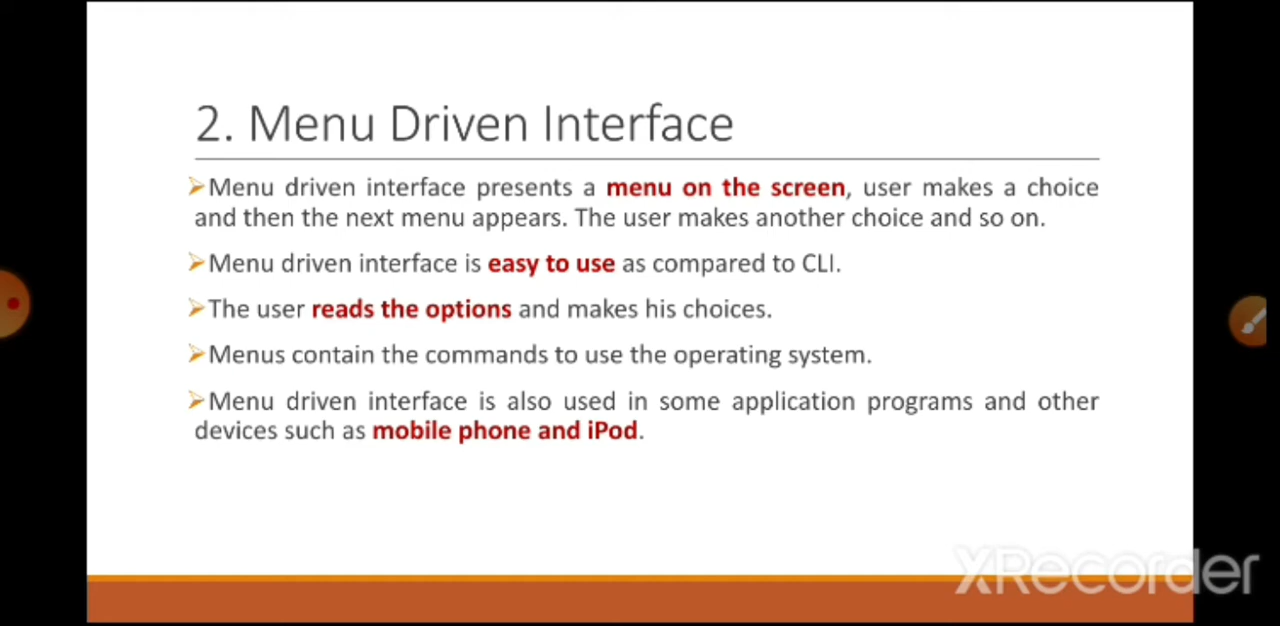 2. Menu Driven Interface
➢Menu driven interface presents a menu on the screen, user makes a choice
and then the next menu appears. The user makes another choice and so on.
➢Menu driven interface is easy to use as compared to CLI.
➢The user reads the options and makes his choices.
➢Menus contain the commands to use the operating system.
➢Menu driven interface is also used in some application programs and other
devices such as mobile phone and iPod.
XRecorder